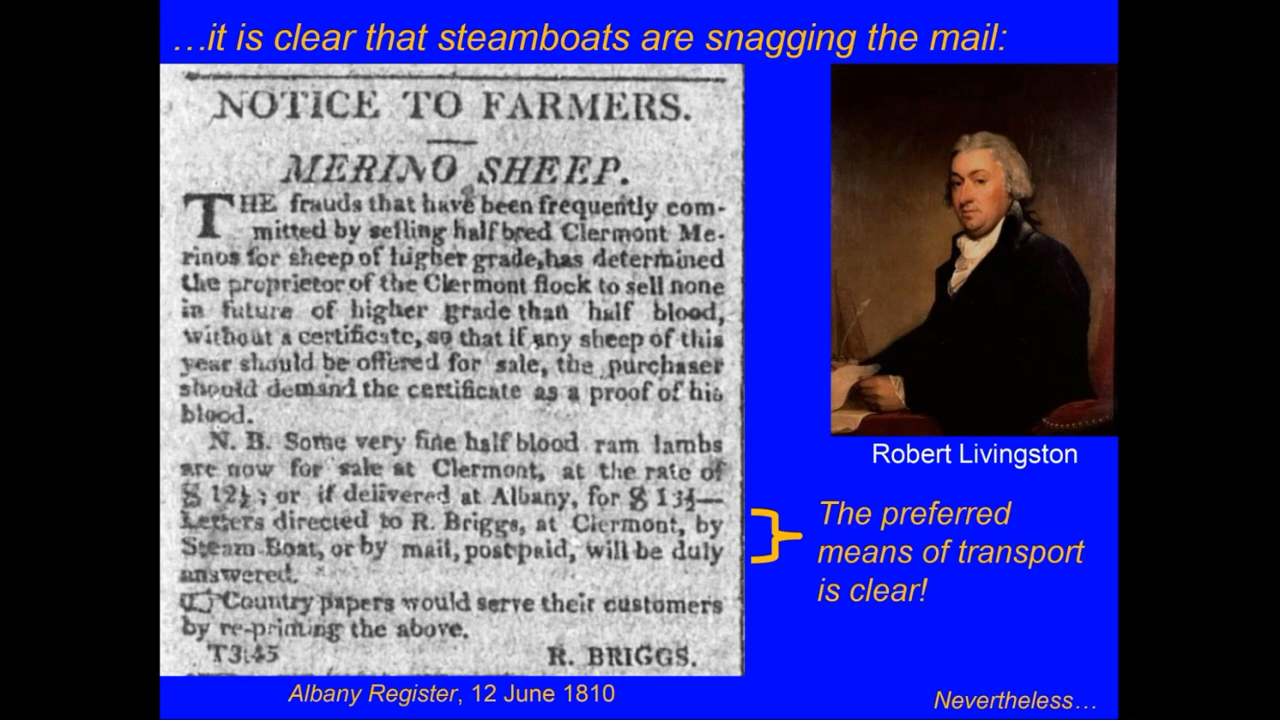 …it is clear that steamboats are snagging the mail:
NOTICE TO FARMERS.
MERINO SHEEP.
THE frauds that have been frequently com-
mitted by selling halfbred Clermont Me-
rinos for sheep of higher grade, has determined
the proprietor of the Clermont flock to sell none
in future of higher grade than half blood,
without a certificate, so that if any sheep of this
year should be offered for sale, the purchaser
should demand the certificate as a proof of his
blood.
N. B. Some very fine half blood ram lambs
are now for sale at Clermont, at the rate of
$ 12½; or if delivered at Albany, for $ 13½—
Letters directed to R. Briggs, at Clermont, by
Steam Boat, or by mail, post paid, will be duly
answered.
Country papers would serve their customers
by re-printing the above.
T3:45 R. BRIGGS.
Albany Register, 12 June 1810
Robert Livingston
The preferred
means of transport
is clear!
Nevertheless…